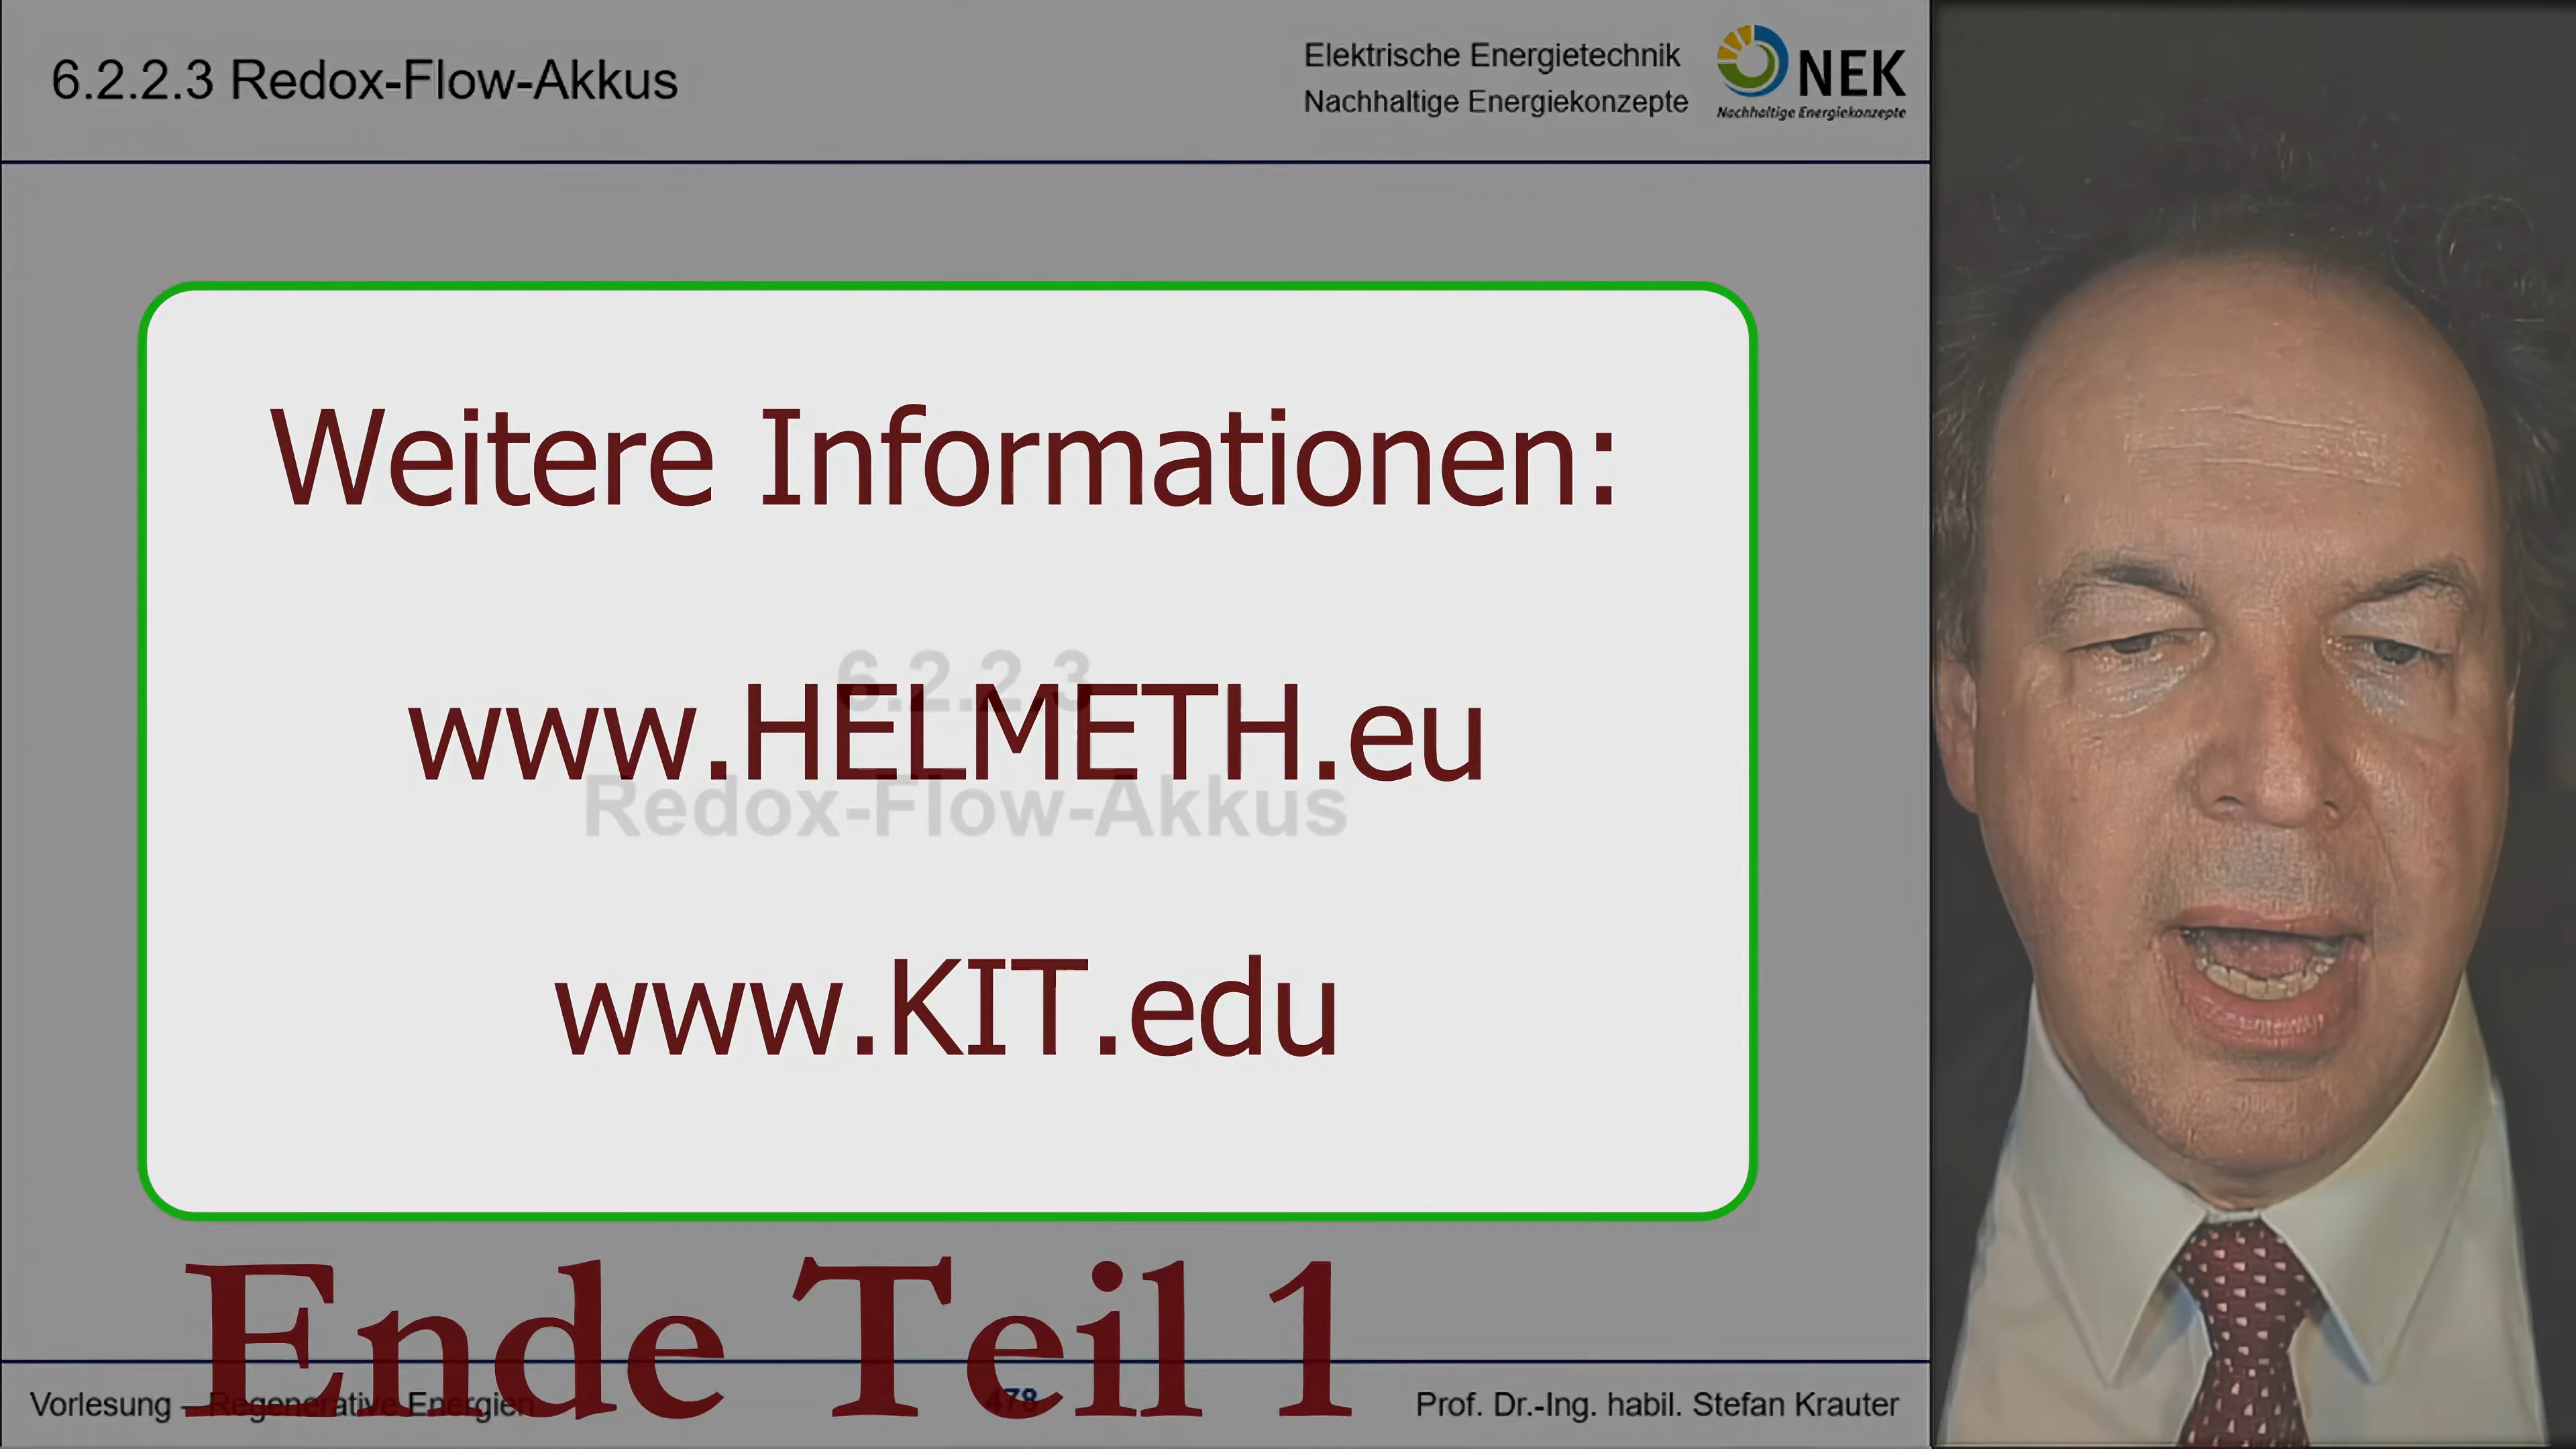 6.2.2.3 Redox-Flow-Akkus
Elektrische Energietechnik
Nachhaltige Energiekonzepte
NEK
Nachhaltige Energiekonzepte
Weitere Informationen:
6.2.2.3
www.HELMETH.eu
Redox-Flow-Akkus
www.KIT.edu
Ende Teil 1
Vorlesung – Regenerative Energien
478
Prof. Dr.-Ing. habil. Stefan Krauter